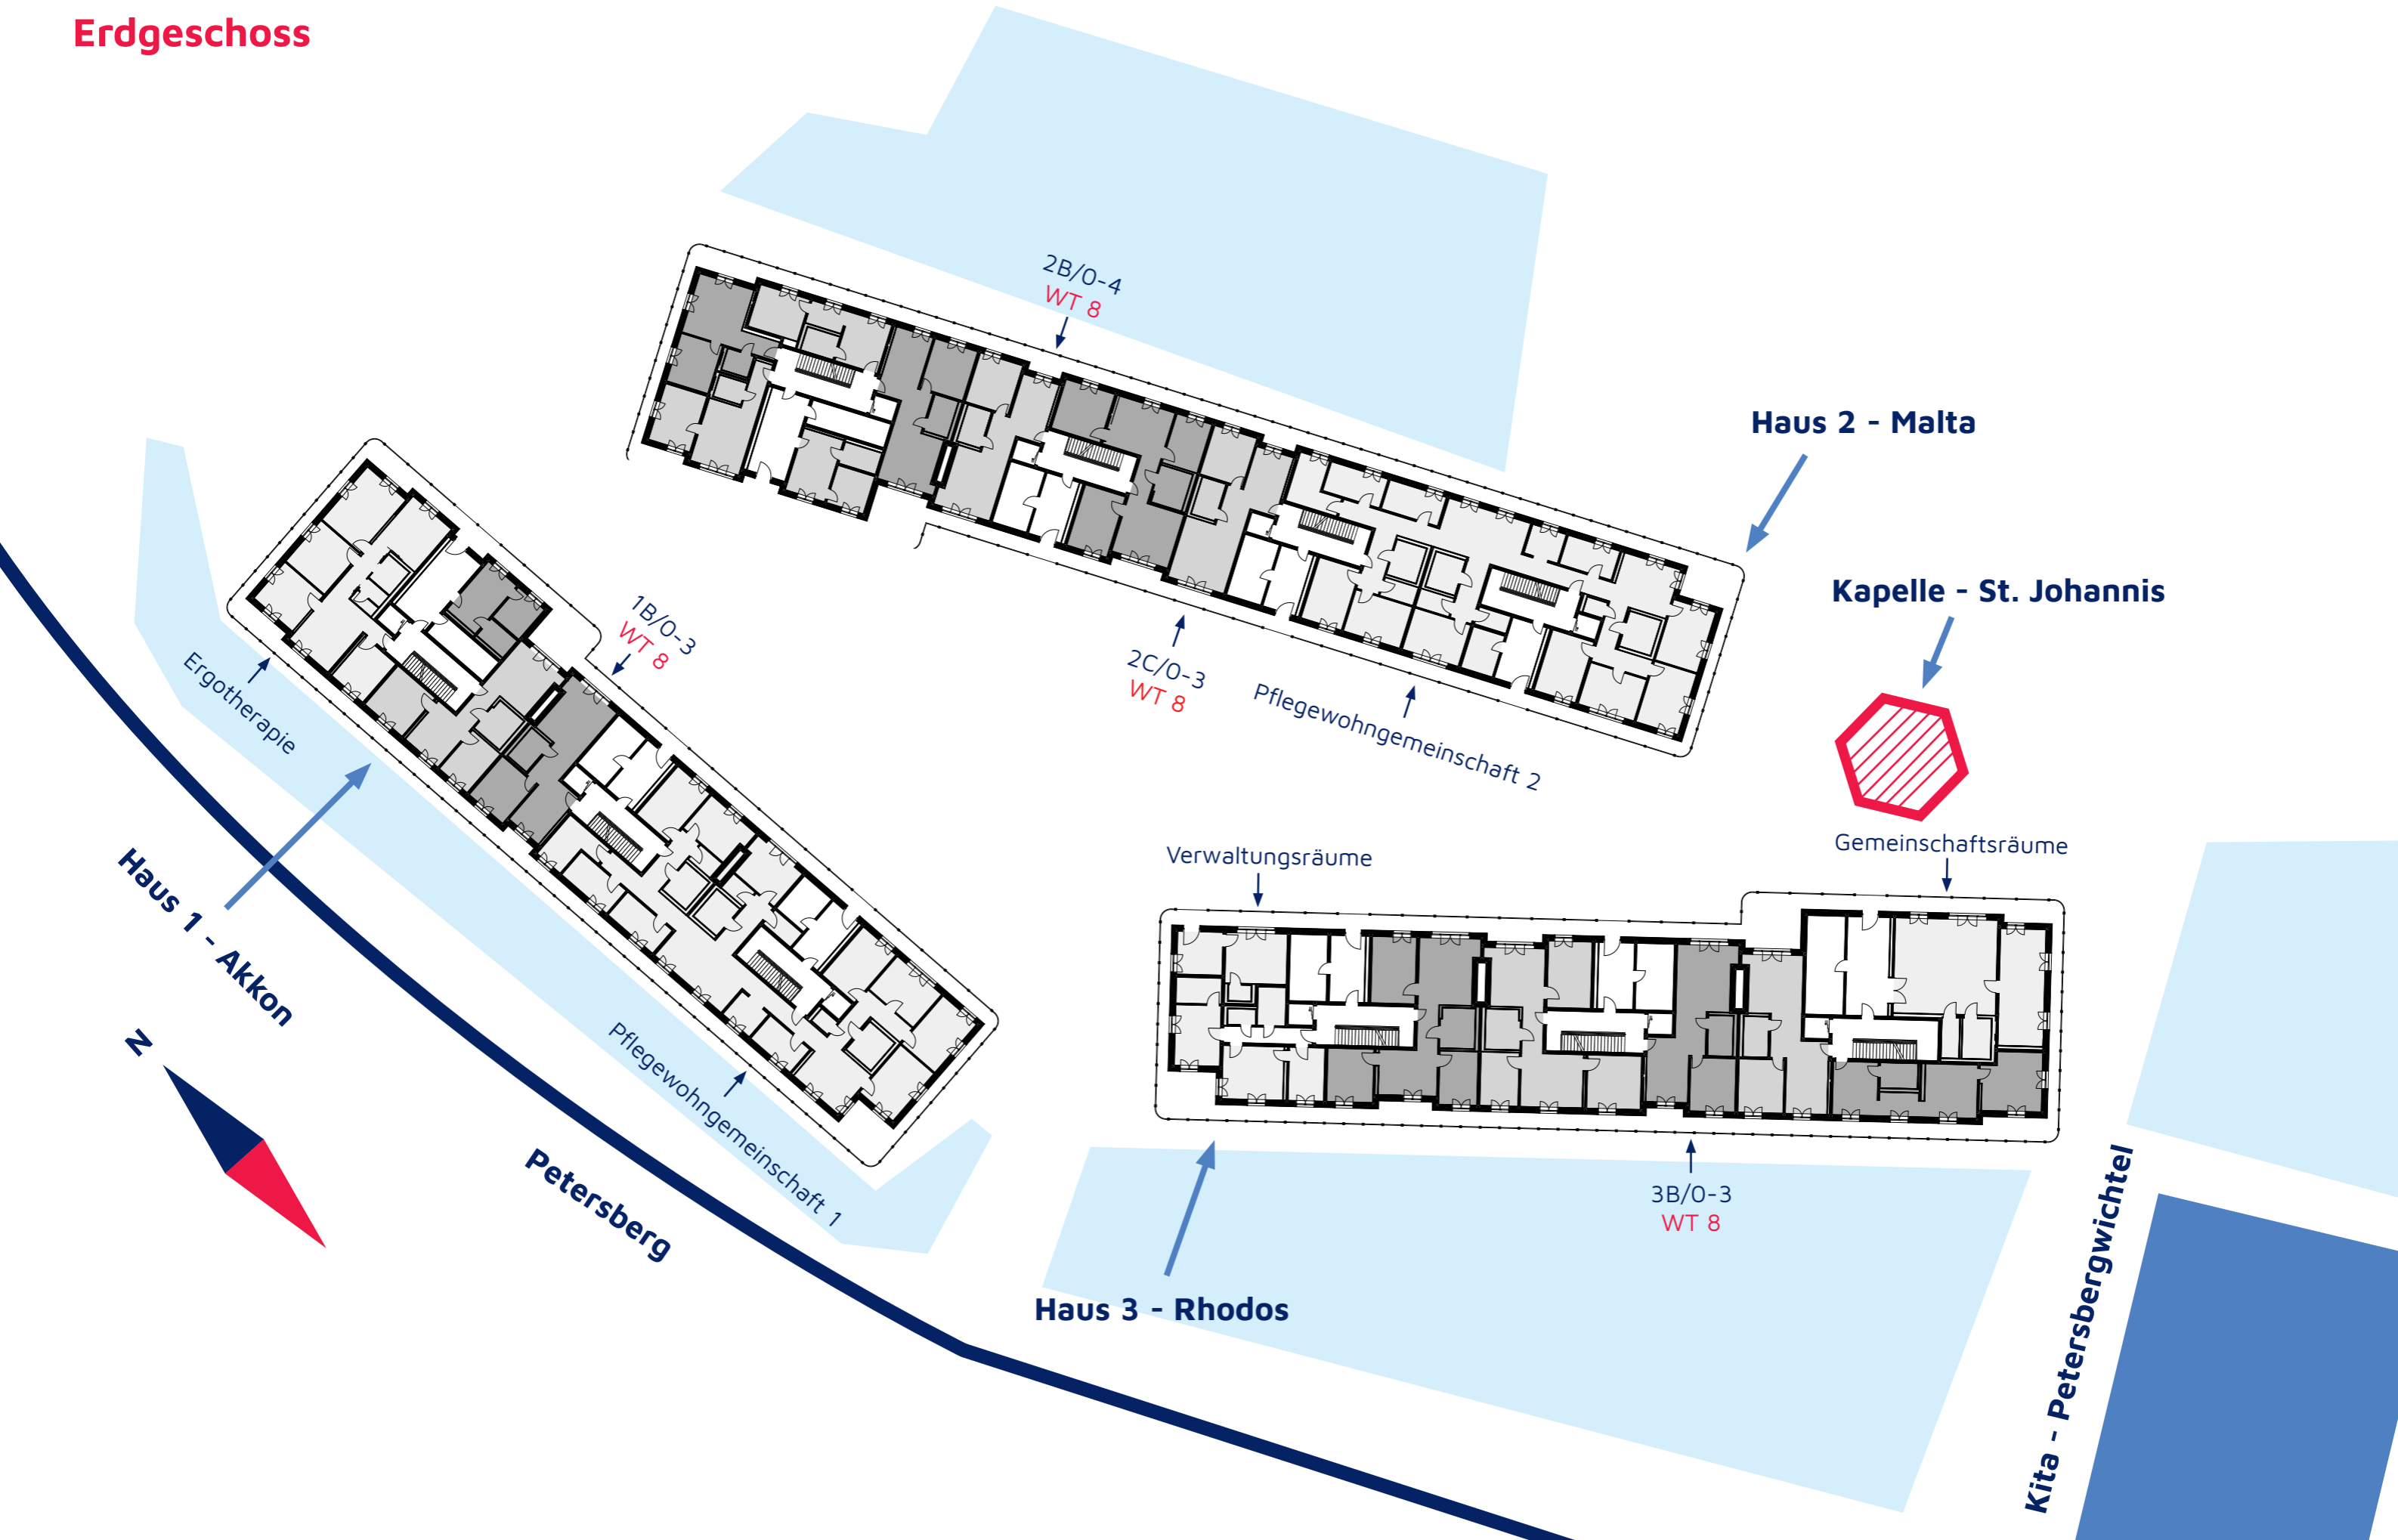 Erdgeschoss
2B/0-4
WT 8
Haus 2 - Malta
Kapelle - St. Johannis
1B/0-3
WT 8
2C/0-3
WT 8
Pflegewohngemeinschaft 2
Ergotherapie
Haus 1 - Akkon
Verwaltungsräume
Gemeinschaftsräume
N
Pflegewohngemeinschaft 1
Petersberg
3B/0-3
WT 8
Haus 3 - Rhodos
Kita - Petersbergwichtel